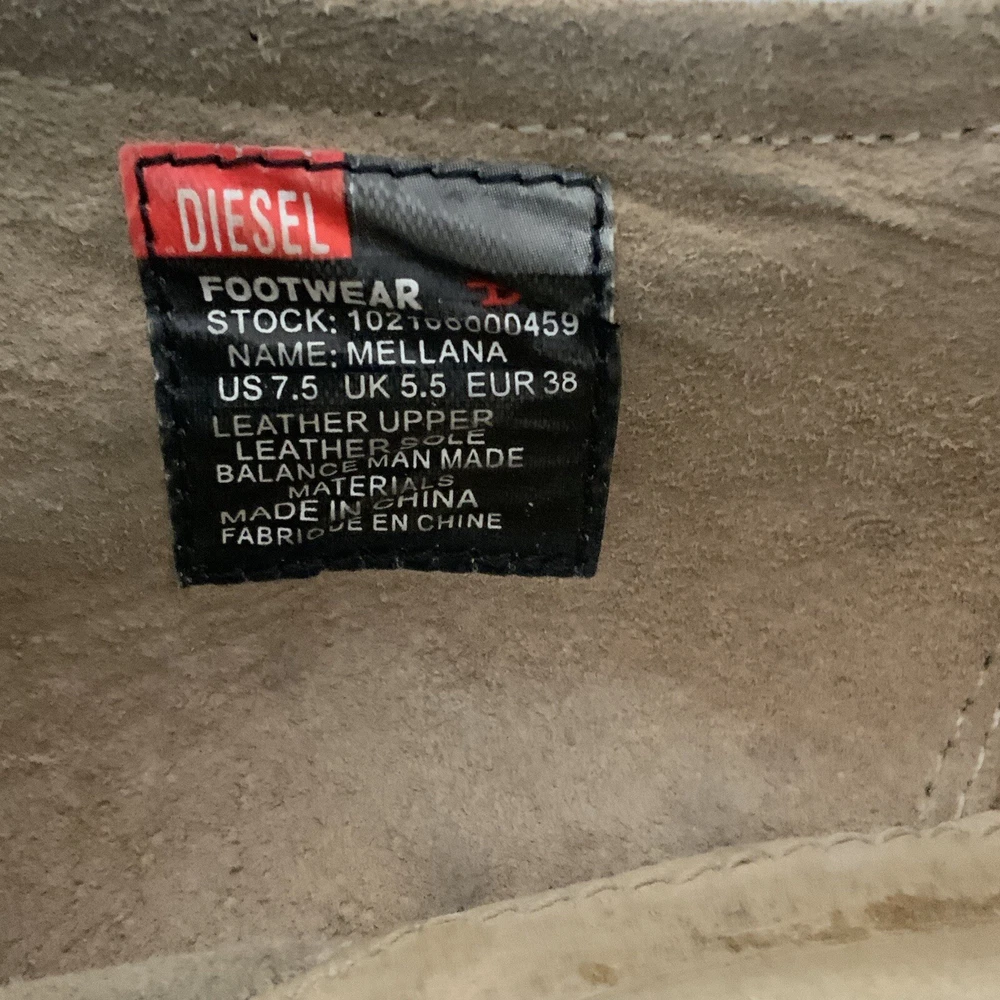 DIESEL
FOOTWEAR
STOCK:
NAME: MELLANA
US 7.5 UK 5.5 EUR 38
LEATHER UPPER
LEATHER SOLE
BALANCE MAN MADE
MATERIALS
MADE IN CHINA
FABRIQUE EN CHINE